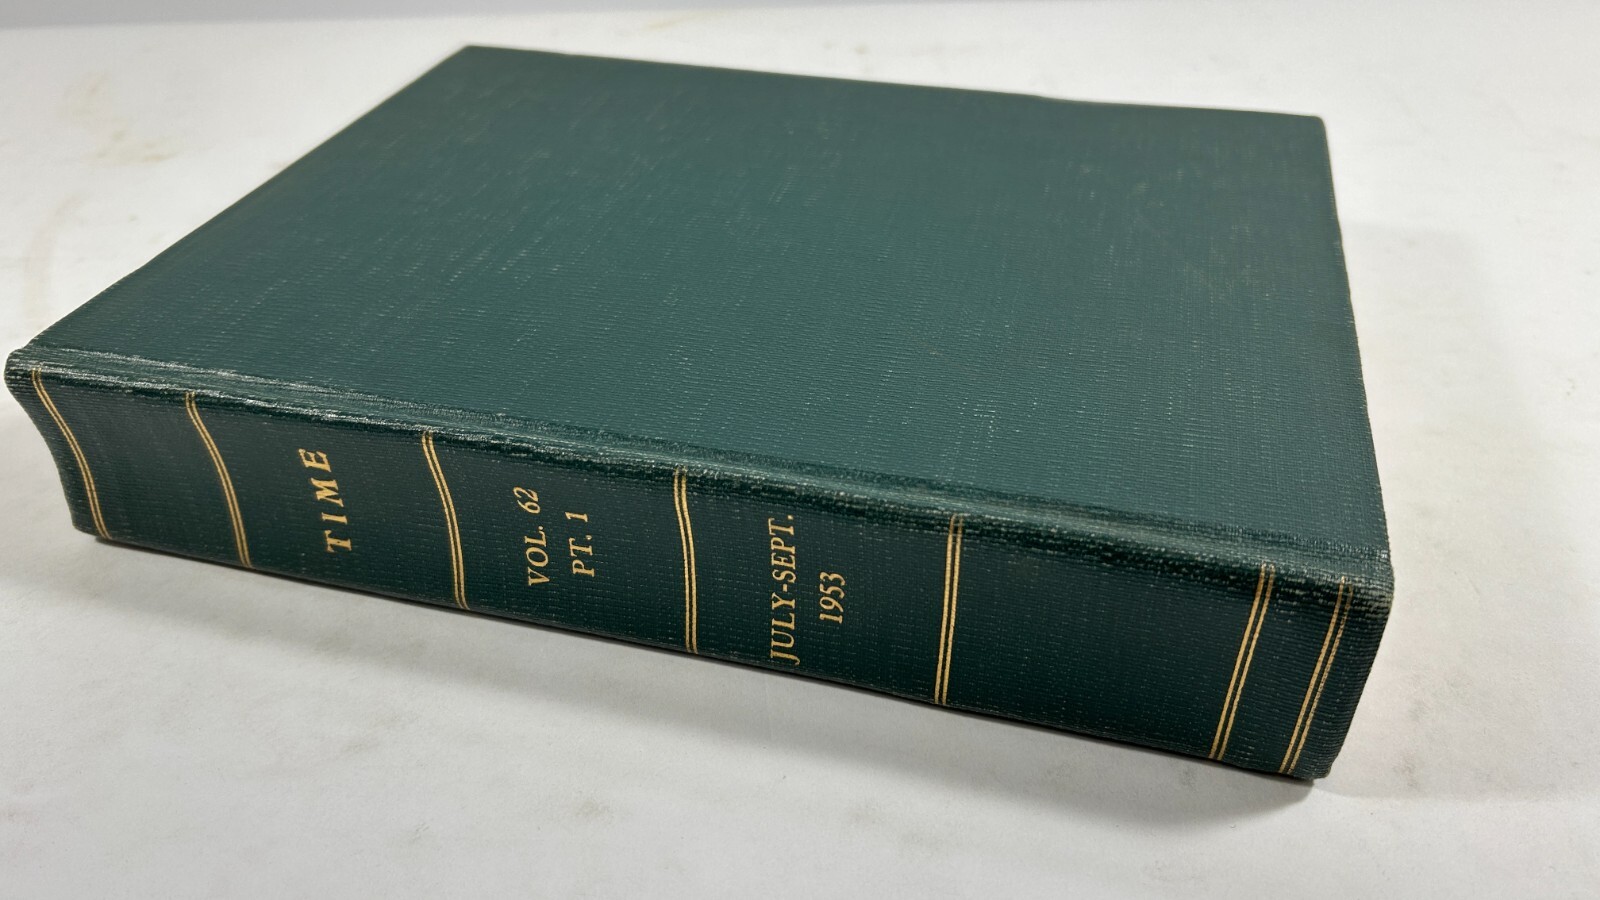 TIME
VOL. 62
PT. 1
JULY-SEPT.
1953